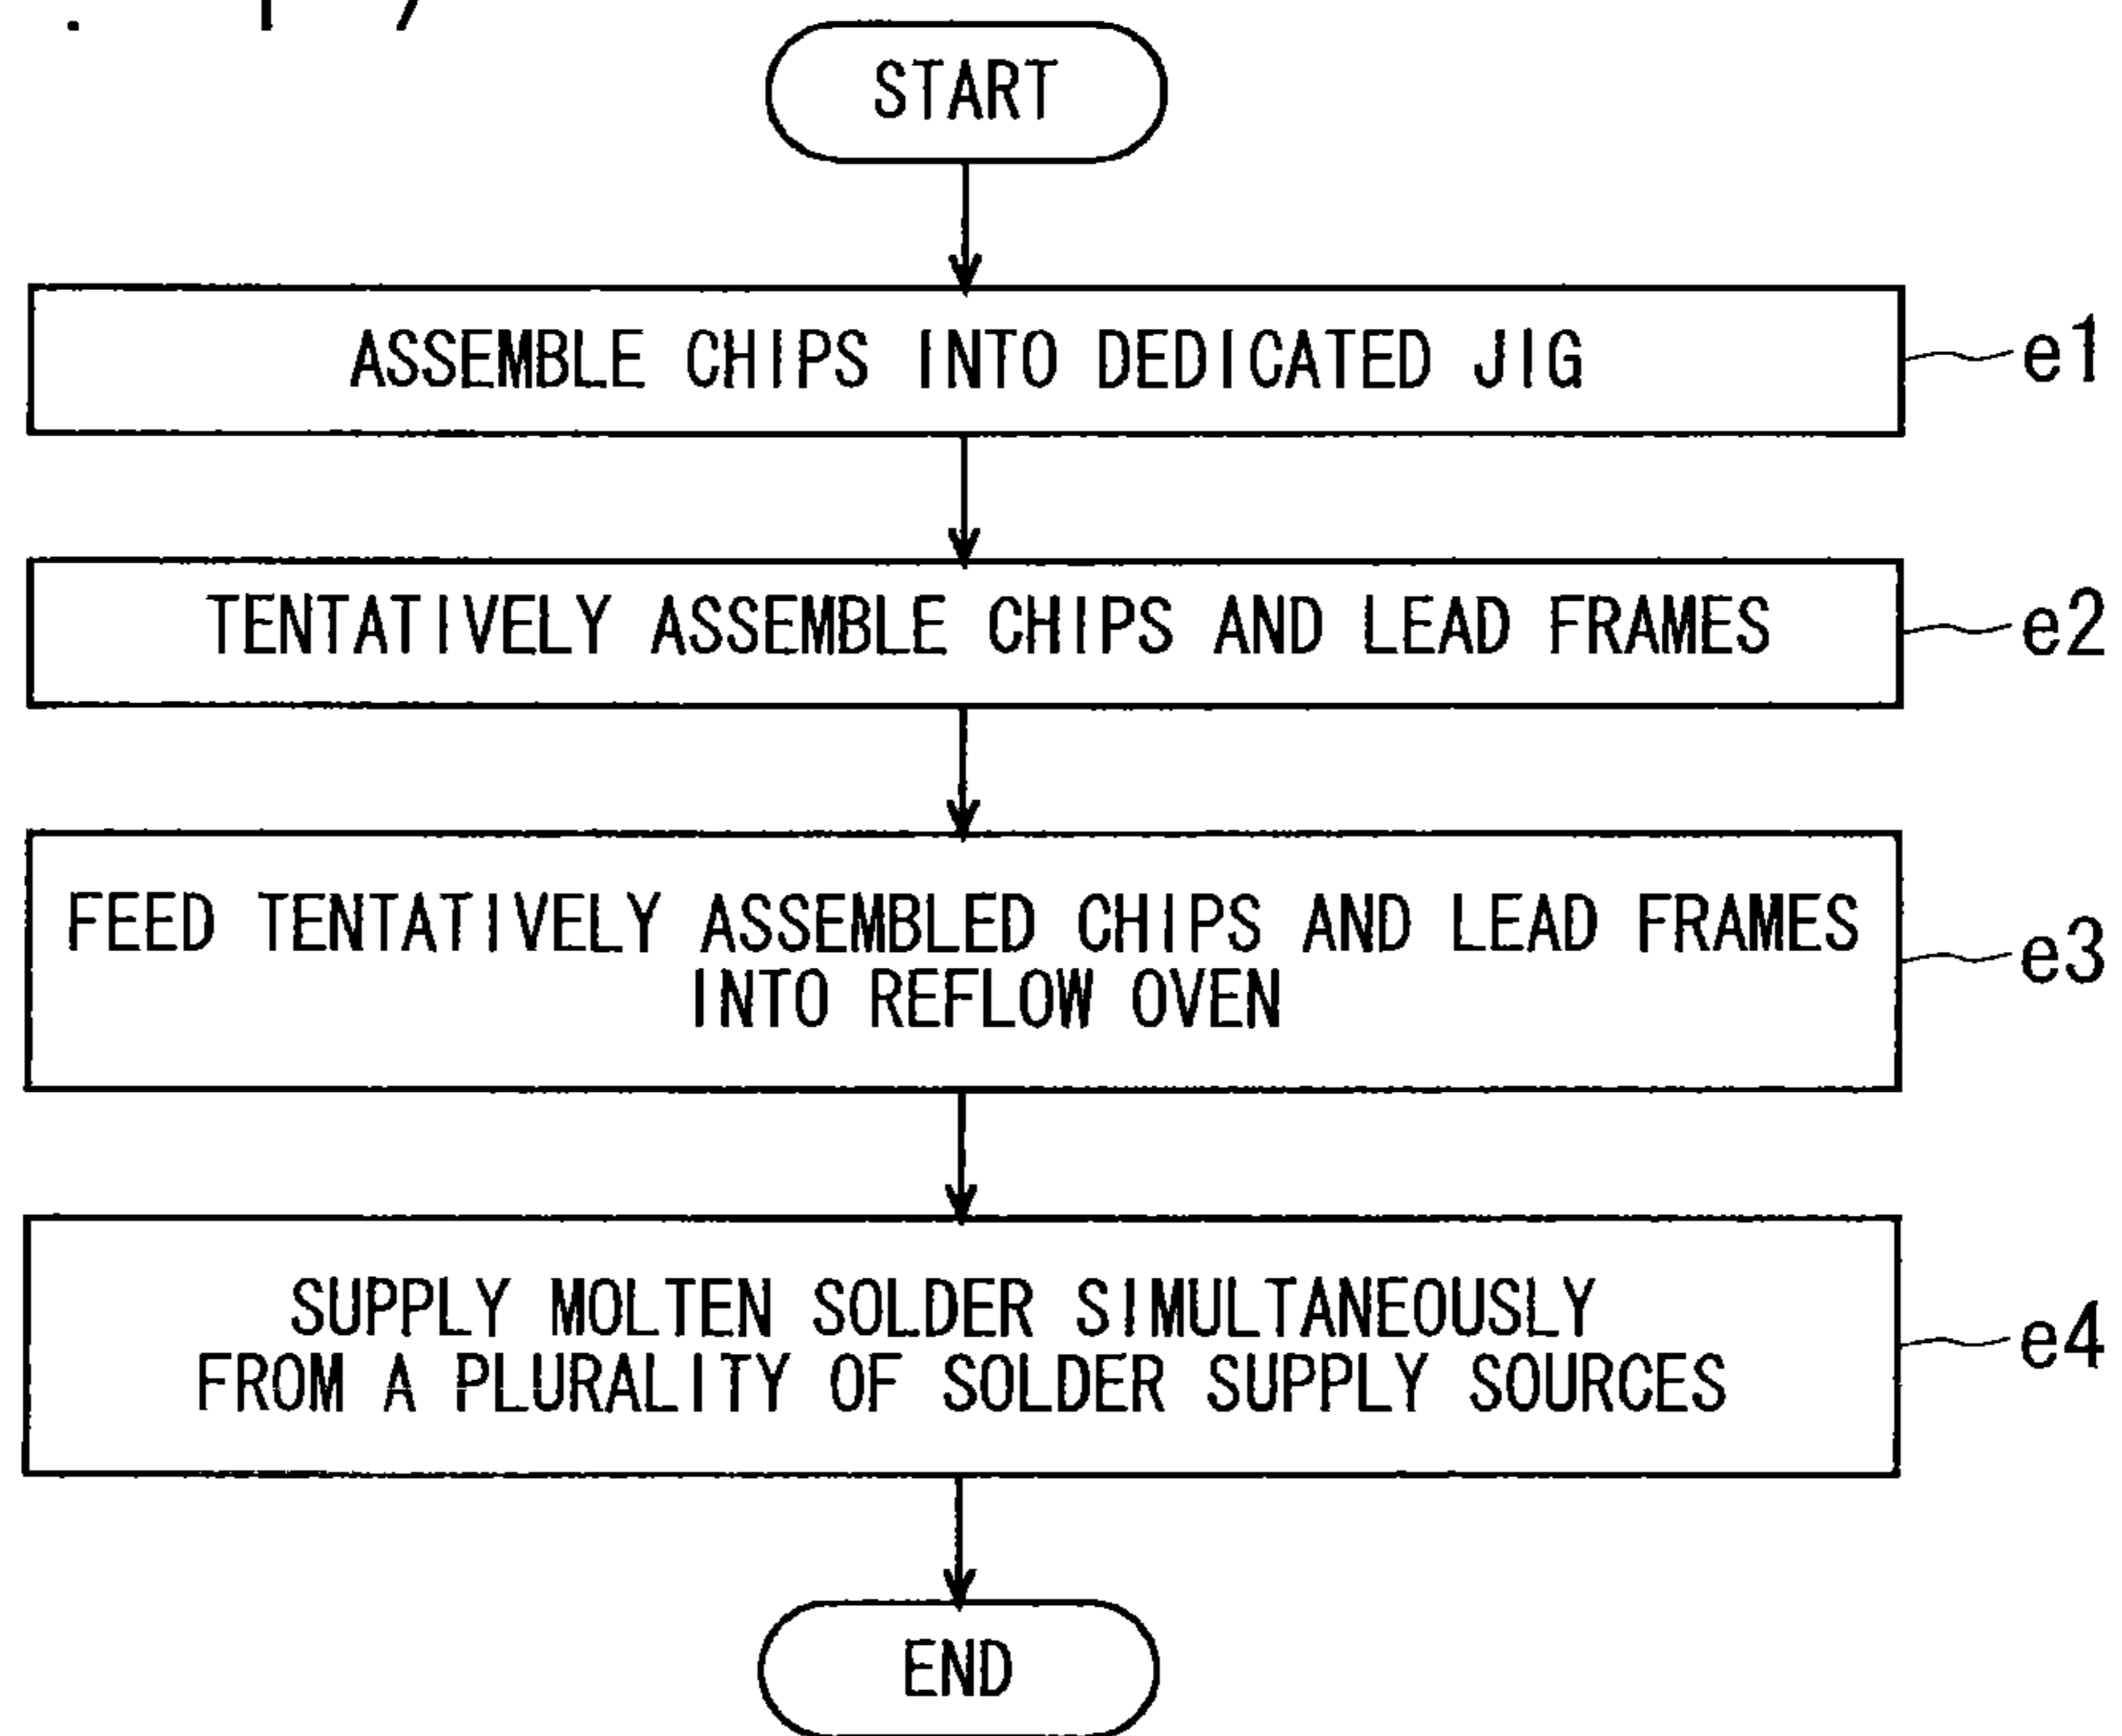 START
ASSEMBLE CHIPS INTO DEDICATED JIG
e1
TENTATIVELY ASSEMBLE CHIPS AND LEAD FRAMES
e2
FEED TENTATIVELY ASSEMBLED CHIPS AND LEAD FRAMES
INTO REFLOW OVEN
e3
SUPPLY MOLTEN SOLDER SIMULTANEOUSLY
FROM A PLURALITY OF SOLDER SUPPLY SOURCES
e4
END